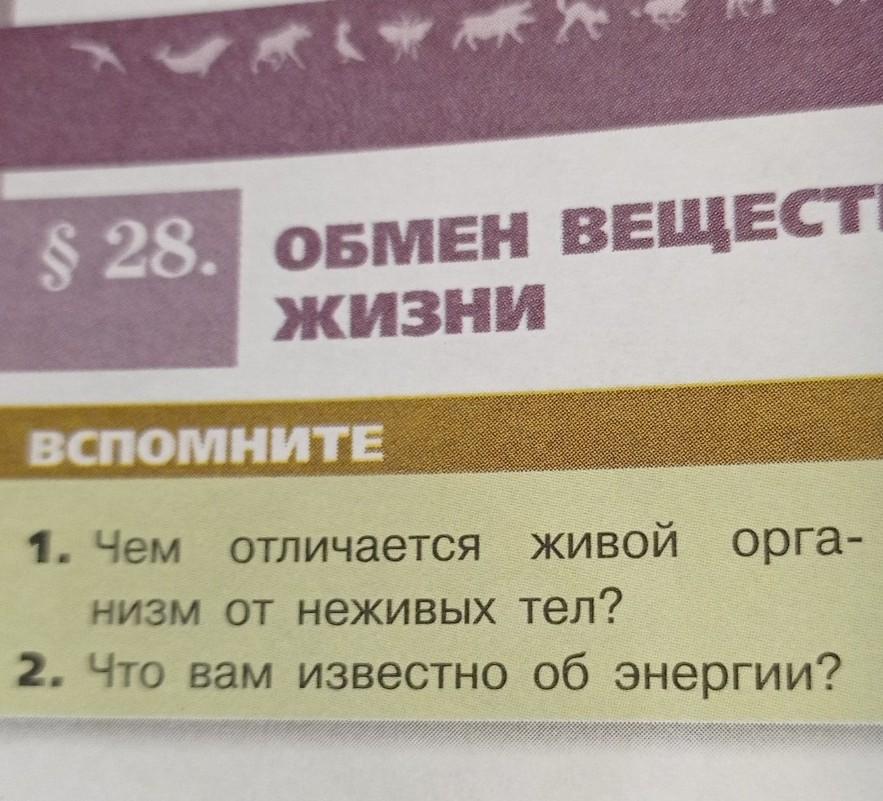 § 28.
ОБМЕН
ЖИЗНИ
ВСПОМНИТЕ
1. Чем отличается живой орга-
низм от неживых тел?
2. Что вам известно об энергии?